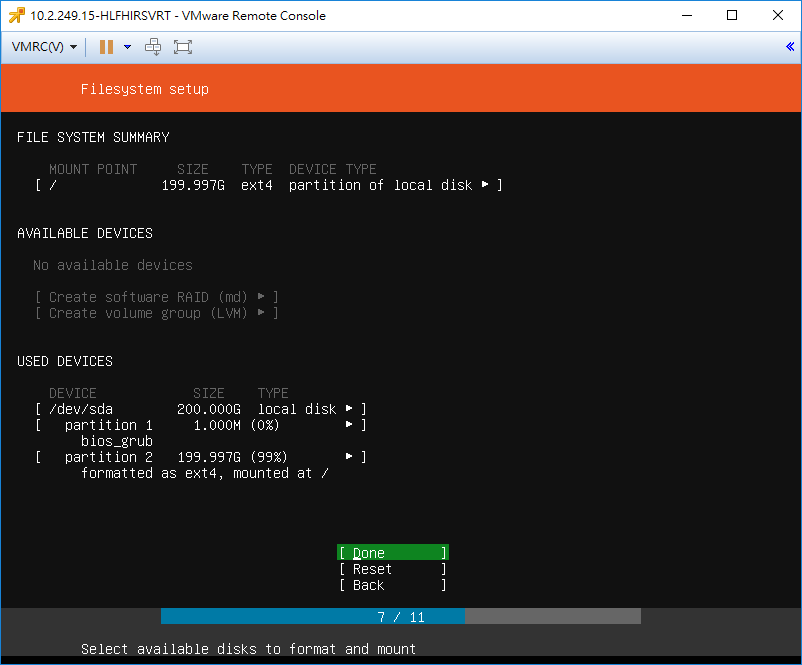 10.2.249.15-HLFHIRSVRT - VMware Remote Console
VMRC(V)
Filesystem setup
FILE SYSTEM SUMMARY
MOUNT POINT SIZE TYPE DEVICE TYPE
[ / 199.997G ext4 partition of local disk ▸ ]
AVAILABLE DEVICES
No available devices
[ Create software RAID (md) ▸ ]
[ Create volume group (LVM) ▸ ]
USED DEVICES
DEVICE SIZE TYPE
[ /dev/sda 200.000G local disk ▸ ]
[ partition 1 1.000M (0%) ▸ ]
bios_grub
[ partition 2 199.997G (99%) ▸ ]
formatted as ext4, mounted at /
[ Done ]
[ Reset ]
[ Back ]
7 / 11
Select available disks to format and mount